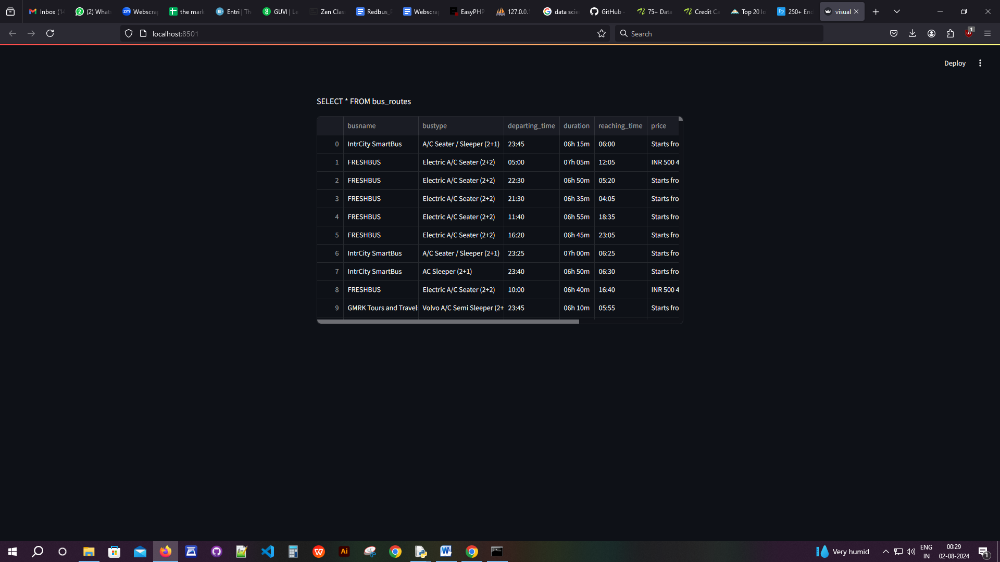 Inbox (14
(2) Whats
Webscrap
the mark
Entri | Th
GUVI | Le
Zen Class
Redbus_P
Webscrap
EasyPHP
127.0.0.1
data scien
GitHub -
75+ Data
Credit Ca
Top 20 lo
250+ End
visual
localhost:8501
Search
1
Deploy
SELECT * FROM bus_routes
busname bustype departing_time duration reaching_time price
0 IntrCity SmartBus A/C Seater / Sleeper (2+1) 23:45 06h 15m 06:00 Starts fro
1 FRESHBUS Electric A/C Seater (2+2) 05:00 07h 05m 12:05 INR 500 4
2 FRESHBUS Electric A/C Seater (2+2) 22:30 06h 50m 05:20 Starts fro
3 FRESHBUS Electric A/C Seater (2+2) 21:30 06h 35m 04:05 Starts fro
4 FRESHBUS Electric A/C Seater (2+2) 11:40 06h 55m 18:35 Starts fro
5 FRESHBUS Electric A/C Seater (2+2) 16:20 06h 45m 23:05 Starts fro
6 IntrCity SmartBus A/C Seater / Sleeper (2+1) 23:25 07h 00m 06:25 Starts fro
7 IntrCity SmartBus AC Sleeper (2+1) 23:40 06h 50m 06:30 Starts fro
8 FRESHBUS Electric A/C Seater (2+2) 10:00 06h 40m 16:40 INR 500 4
9 GMRK Tours and Travels Volvo A/C Semi Sleeper (2+ 23:45 06h 10m 05:55 Starts fro
Very humid
ENG
IN
00:29
02-08-2024
1